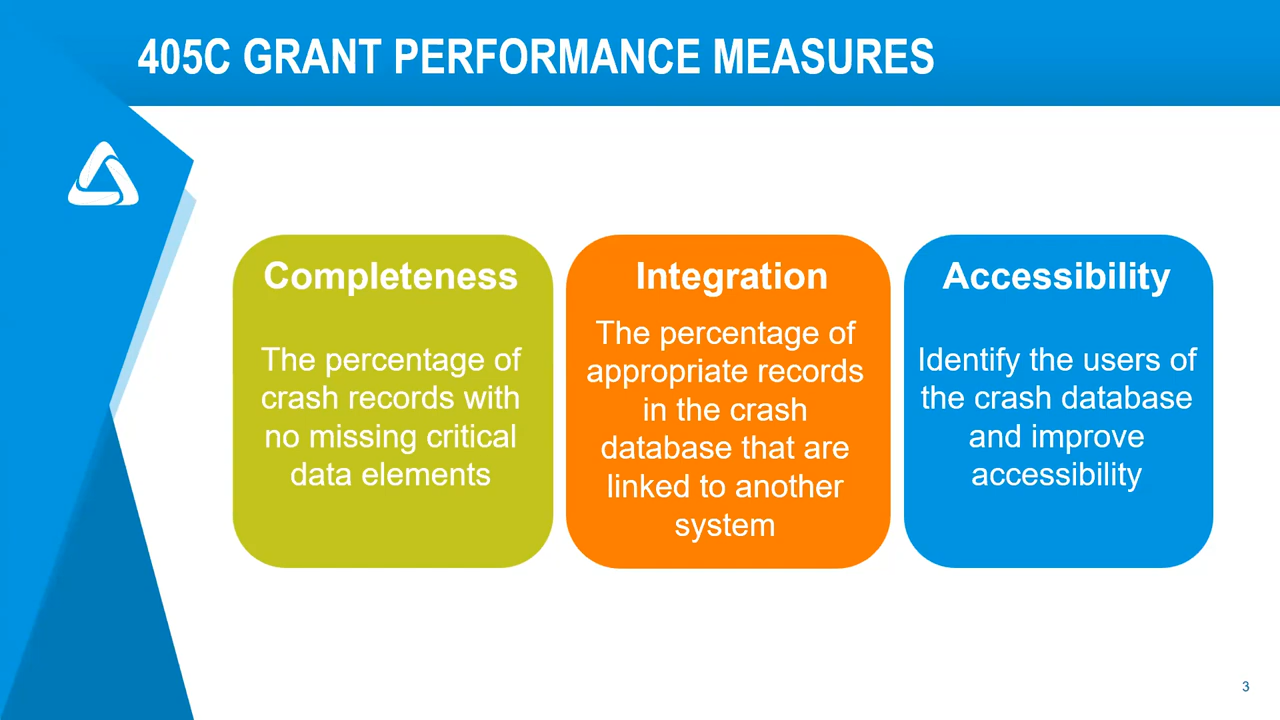 405C GRANT PERFORMANCE MEASURES
Completeness
The percentage of
crash records with
no missing critical
data elements
Integration
The percentage of
appropriate records
in the crash
database that are
linked to another
system
Accessibility
Identify the users of
the crash database
and improve
accessibility
3